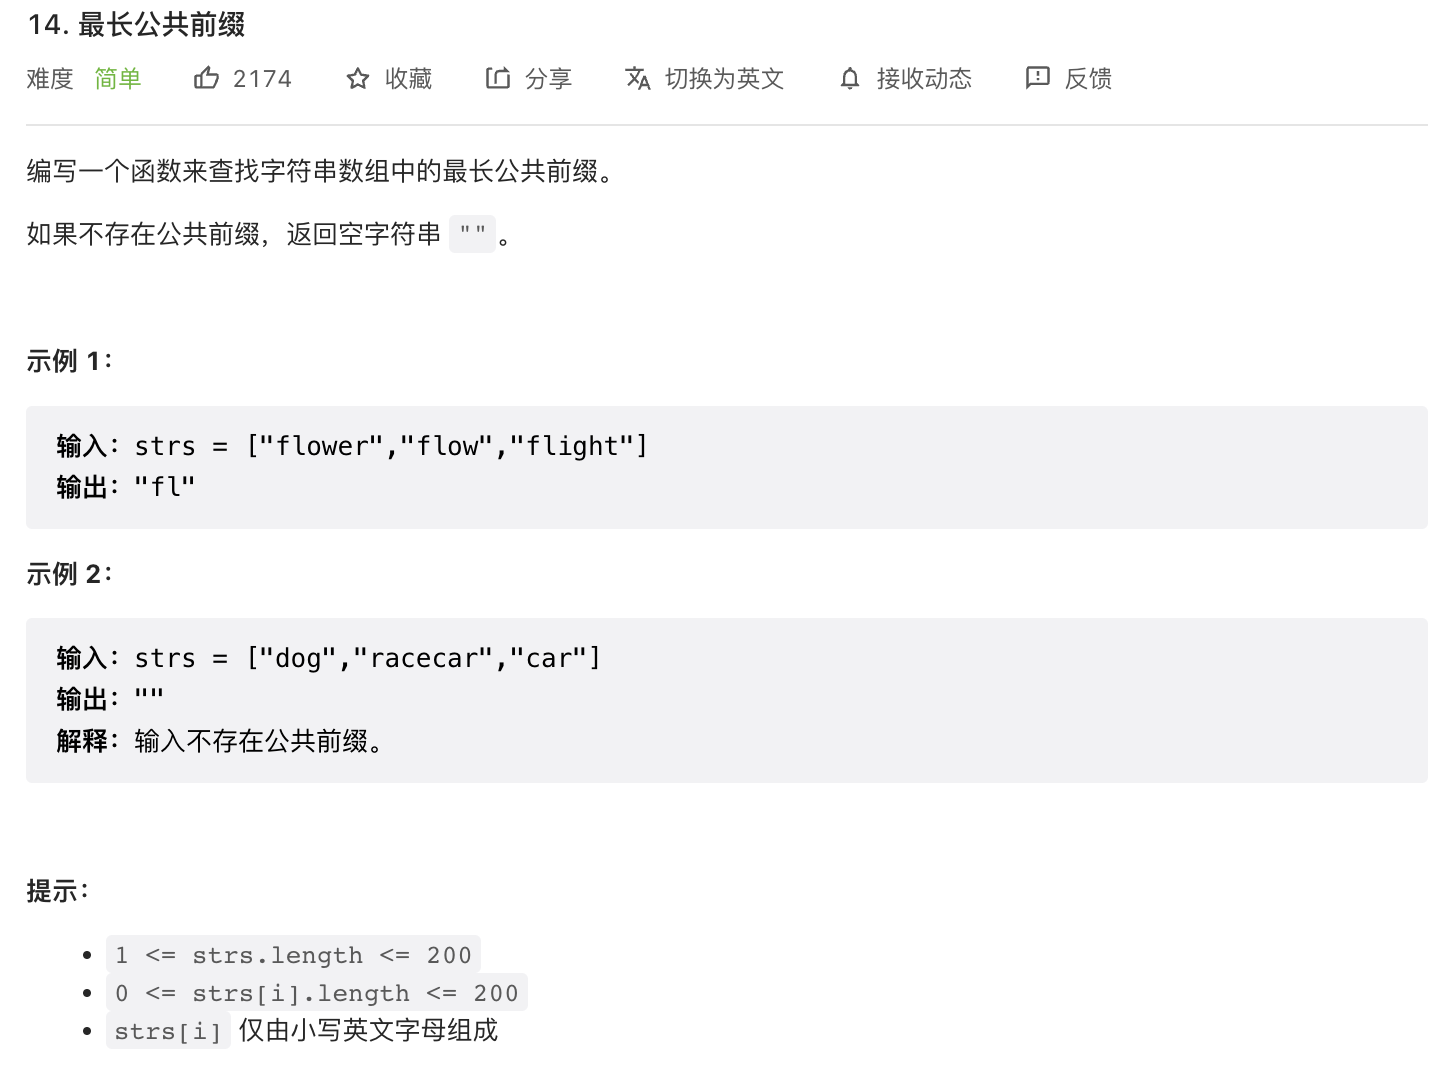 14. 最长公共前缀
难度 简单 2174 收藏 分享 切换为英文 接收动态 反馈
编写一个函数来查找字符串数组中的最长公共前缀。
如果不存在公共前缀，返回空字符串 ""。
示例 1：
输入：strs = ["flower","flow","flight"]
输出："fl"
示例 2：
输入：strs = ["dog","racecar","car"]
输出：""
解释：输入不存在公共前缀。
提示：
• 1 <= strs.length <= 200
• 0 <= strs[i].length <= 200
• strs[i] 仅由小写英文字母组成